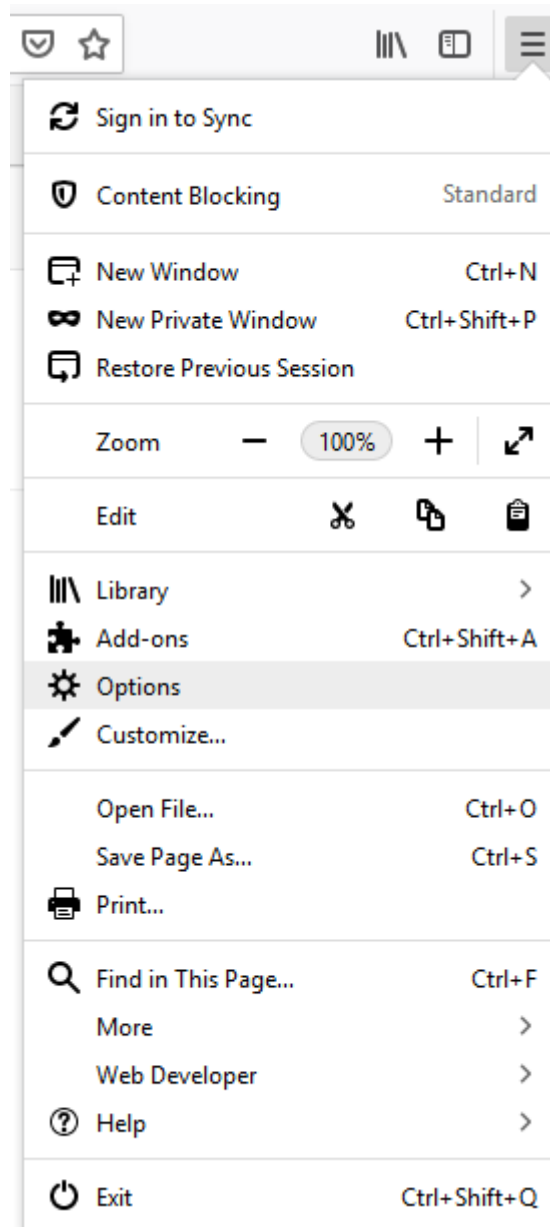 Sign in to Sync
Content Blocking Standard
New Window Ctrl+N
New Private Window Ctrl+Shift+P
Restore Previous Session
Zoom 100%
Edit
Library
Add-ons Ctrl+Shift+A
Options
Customize...
Open File... Ctrl+O
Save Page As... Ctrl+S
Print...
Find in This Page... Ctrl+F
More
Web Developer
Help
Exit Ctrl+Shift+Q